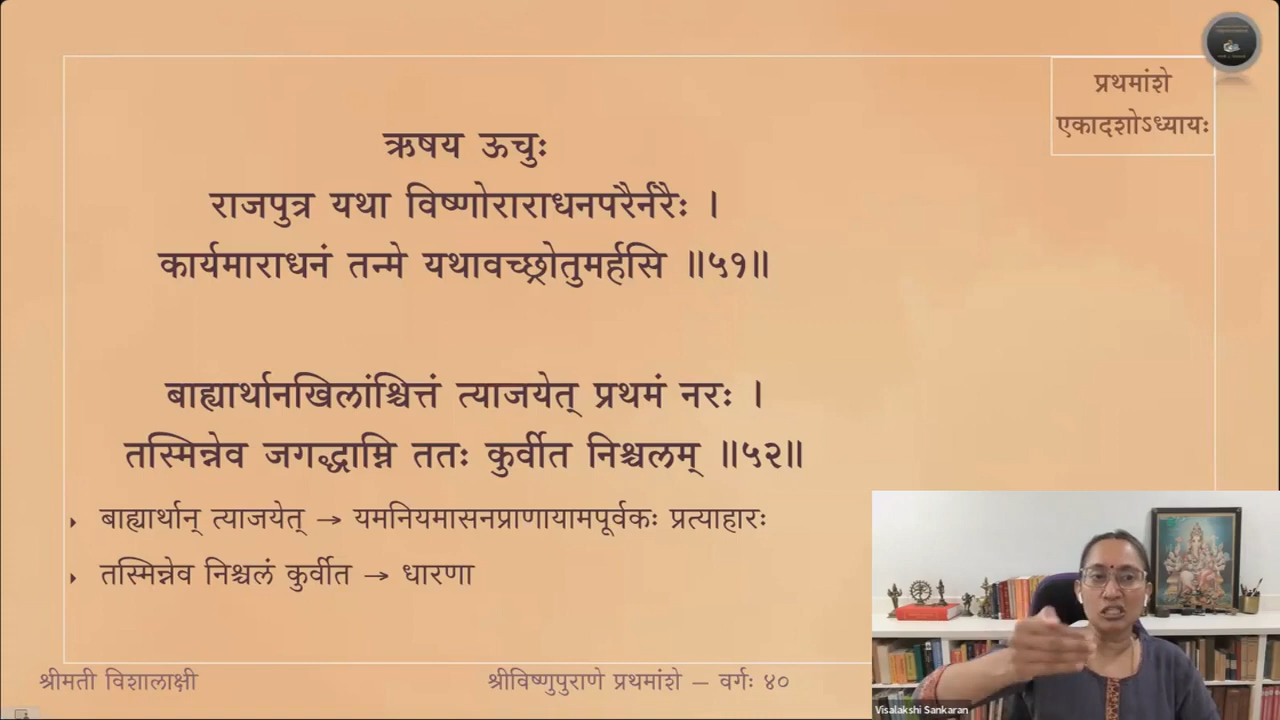 प्रथमांशे
एकादशोऽध्यायः
ऋषय ऊचुः
राजपुत्र यथा विष्णोराराधनपरैर्नरैः ।
कार्यमाराधनं तन्मे यथावच्छ्रोतुमर्हसि ॥५१॥
बाह्यार्थानखिलांश्चित्तं त्याजयेत् प्रथमं नरः ।
तस्मिन्नेव जगद्धाम्नि ततः कुर्वीत निश्चलम् ॥५२॥
बाह्यार्थान् त्याजयेत् → यमनियमासनप्राणायामपूर्वकः प्रत्याहारः
तस्मिन्नेव निश्चलं कुर्वीत → धारणा
श्रीमती विशालाक्षी
श्रीविष्णुपुराणे प्रथमांशे – वर्गः ४०
Visalakshi Sankaran